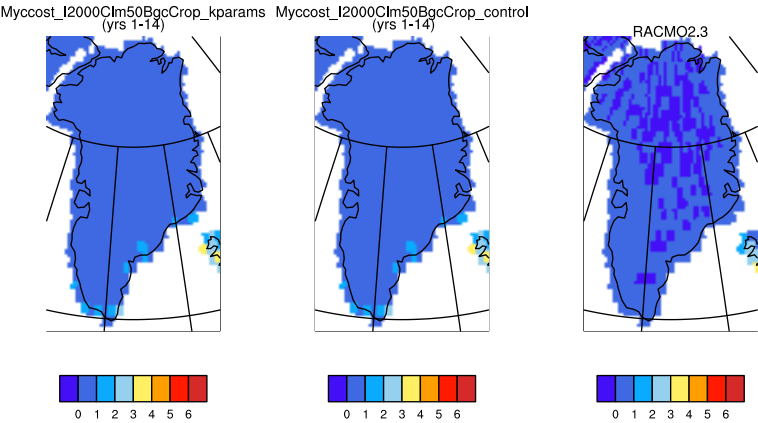 Myccost_I2000Clm50BgcCrop_kparams
(yrs 1-14)
Myccost_I2000Clm50BgcCrop_control
(yrs 1-14)
RACMO2.3
0 1 2 3 4 5 6
0 1 2 3 4 5 6
0 1 2 3 4 5 6